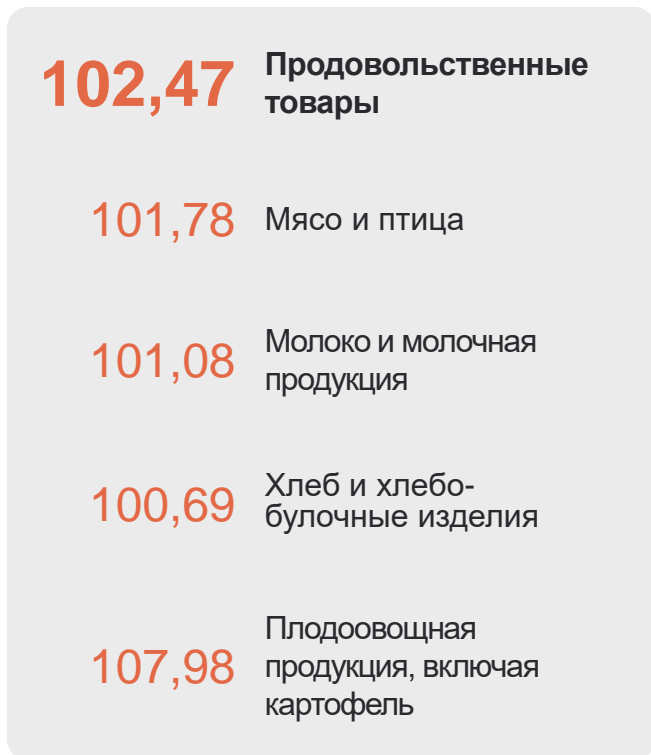 102,47 Продовольственные
товары
101,78 Мясо и птица
101,08 Молоко и молочная
продукция
100,69 Хлеб и хлебо-
булочные изделия
107,98 Плодоовощная
продукция, включая
картофель